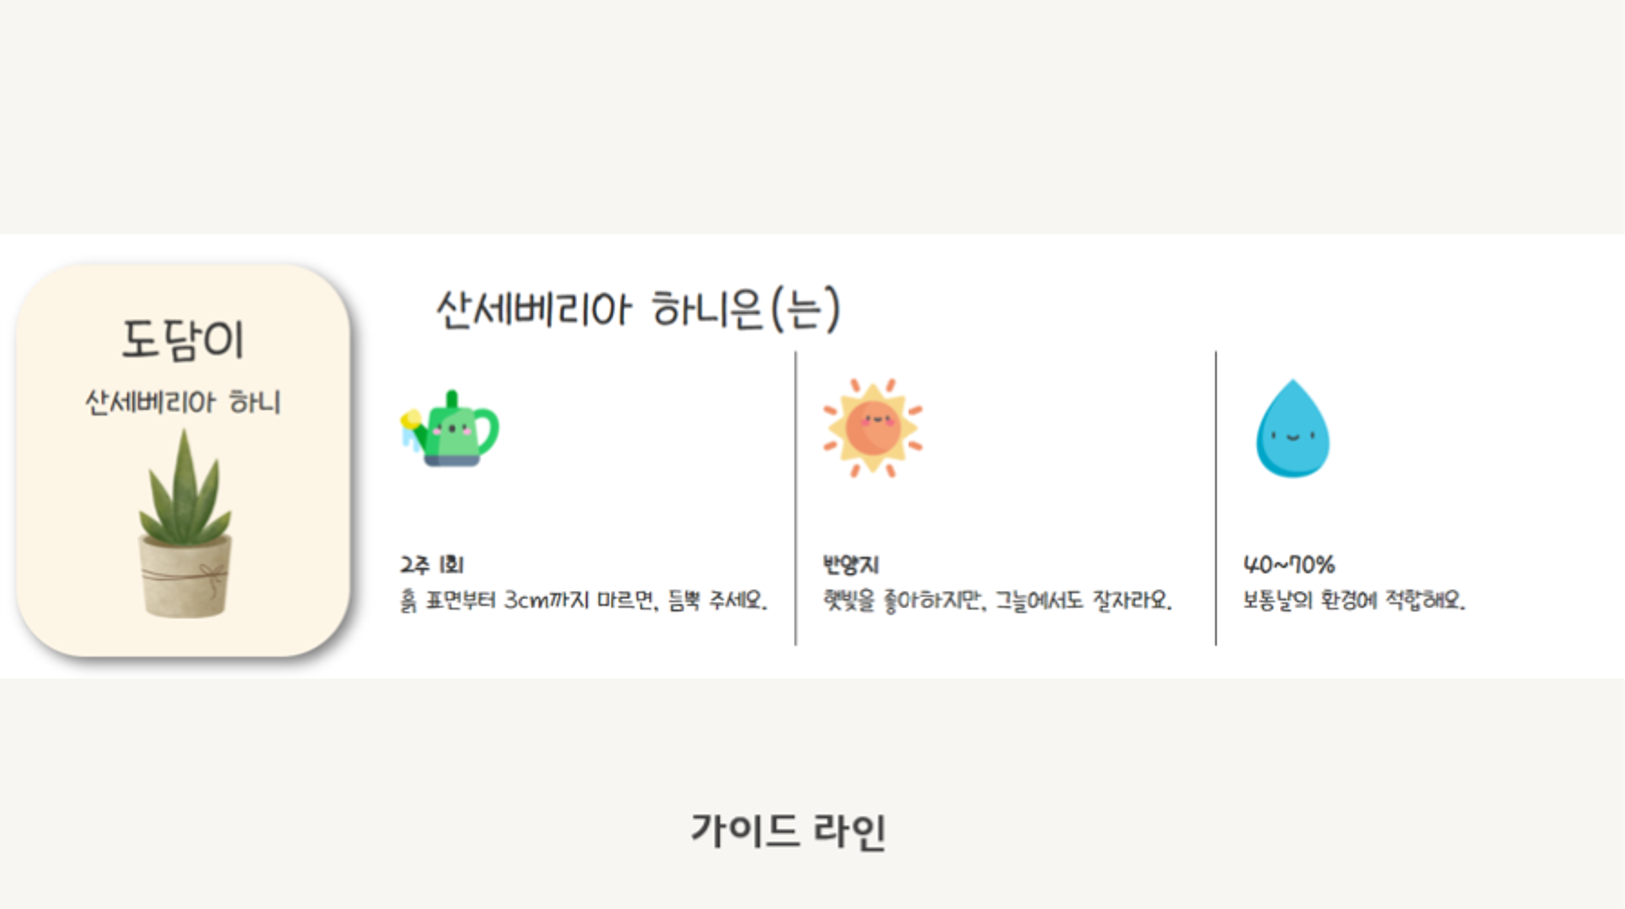 도담이
산세베리아 하니
산세베리아 하니은(는)
2주 1회
흙 표면부터 3cm까지 마르면, 듬뿍 주세요.
반양지
햇빛을 좋아하지만, 그늘에서도 잘자라요.
40~70%
보통날의 환경에 적합해요.
가이드 라인